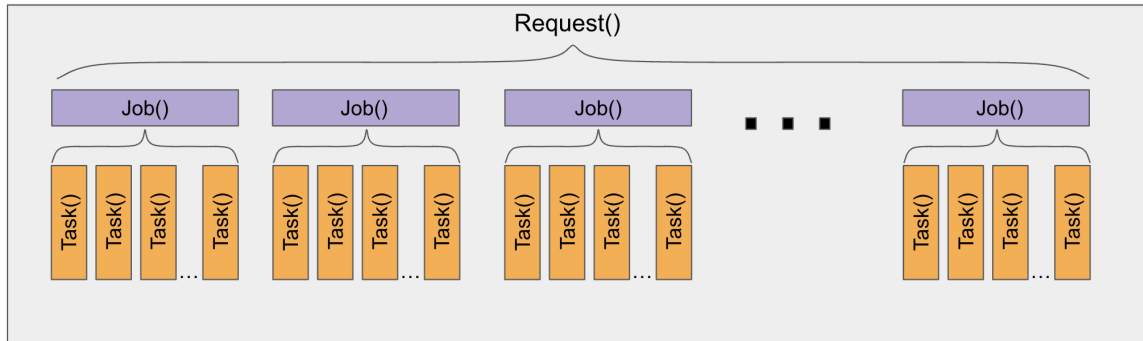 Request()
Job() Job() Job() Job()
Task() Task() Task() ... Task() Task() Task() Task() ... Task() Task() Task() Task() ... Task() Task() Task() Task() ... Task()